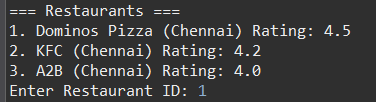 === Restaurants ===
1. Dominos Pizza (Chennai) Rating: 4.5
2. KFC (Chennai) Rating: 4.2
3. A2B (Chennai) Rating: 4.0
Enter Restaurant ID: 1